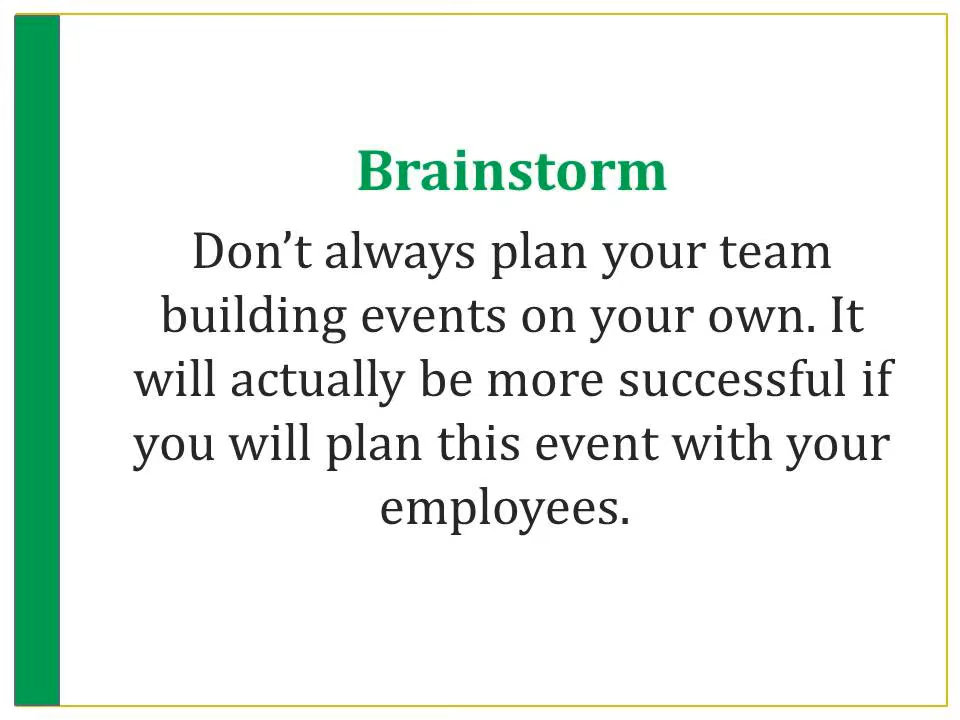 Brainstorm
Don’t always plan your team
building events on your own. It
will actually be more successful if
you will plan this event with your
employees.